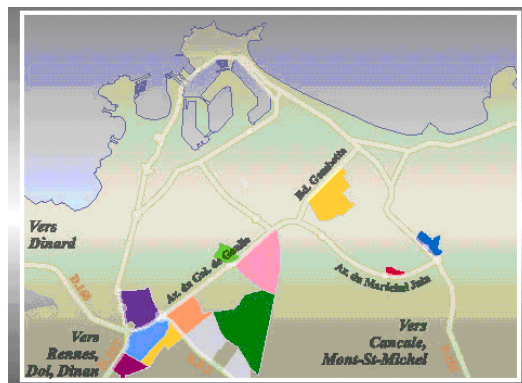 Bd. Gambetta
Vers
Dinard
Av. du Gal. de Gaulle
Av. du Maréchal Juin
D.168
Vers
Rennes,
Dol, Dinan
Vers
Cancale,
Mont-St-Michel